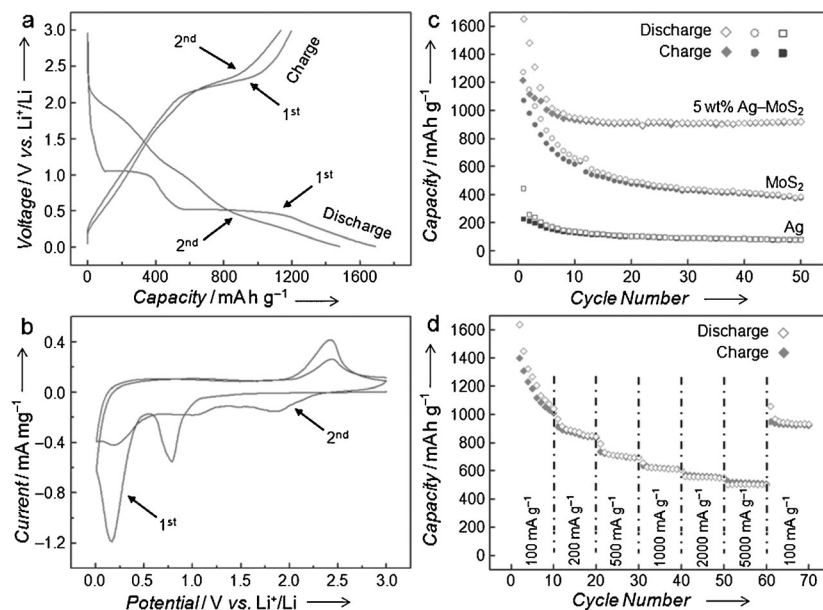 a
3.0
2.5
2.0
1.5
1.0
0.5
0.0
Voltage / V vs. Li⁺/Li
2nd
Charge
1st
1st
Discharge
2nd
0 400 800 1200 1600
Capacity / mA h g⁻¹
b
0.4
0.0
−0.4
−0.8
−1.2
Current / mA mg⁻¹
2nd
1st
0.0 0.5 1.0 1.5 2.0 2.5 3.0
Potential / V vs. Li⁺/Li
c
1600
1400
1200
1000
800
600
400
200
0
Capacity / mAh g⁻¹
Discharge
Charge
5 wt% Ag–MoS₂
MoS₂
Ag
0 10 20 30 40 50
Cycle Number
d
1600
1400
1200
1000
800
600
400
200
0
Capacity / mAh g⁻¹
Discharge
Charge
100 mA g⁻¹
200 mA g⁻¹
500 mA g⁻¹
1000 mA g⁻¹
2000 mA g⁻¹
5000 mA g⁻¹
100 mA g⁻¹
0 10 20 30 40 50 60 70
Cycle Number